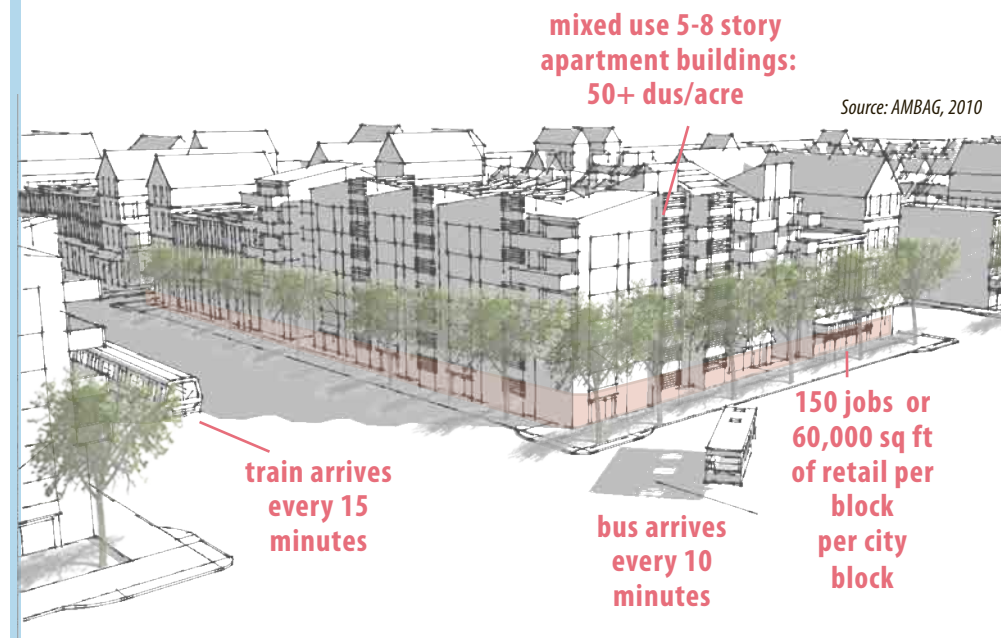 mixed use 5-8 story
apartment buildings:
50+ dus/acre
Source: AMBAG, 2010
train arrives
every 15
minutes
bus arrives
every 10
minutes
150 jobs or
60,000 sq ft
of retail per
block
per city
block